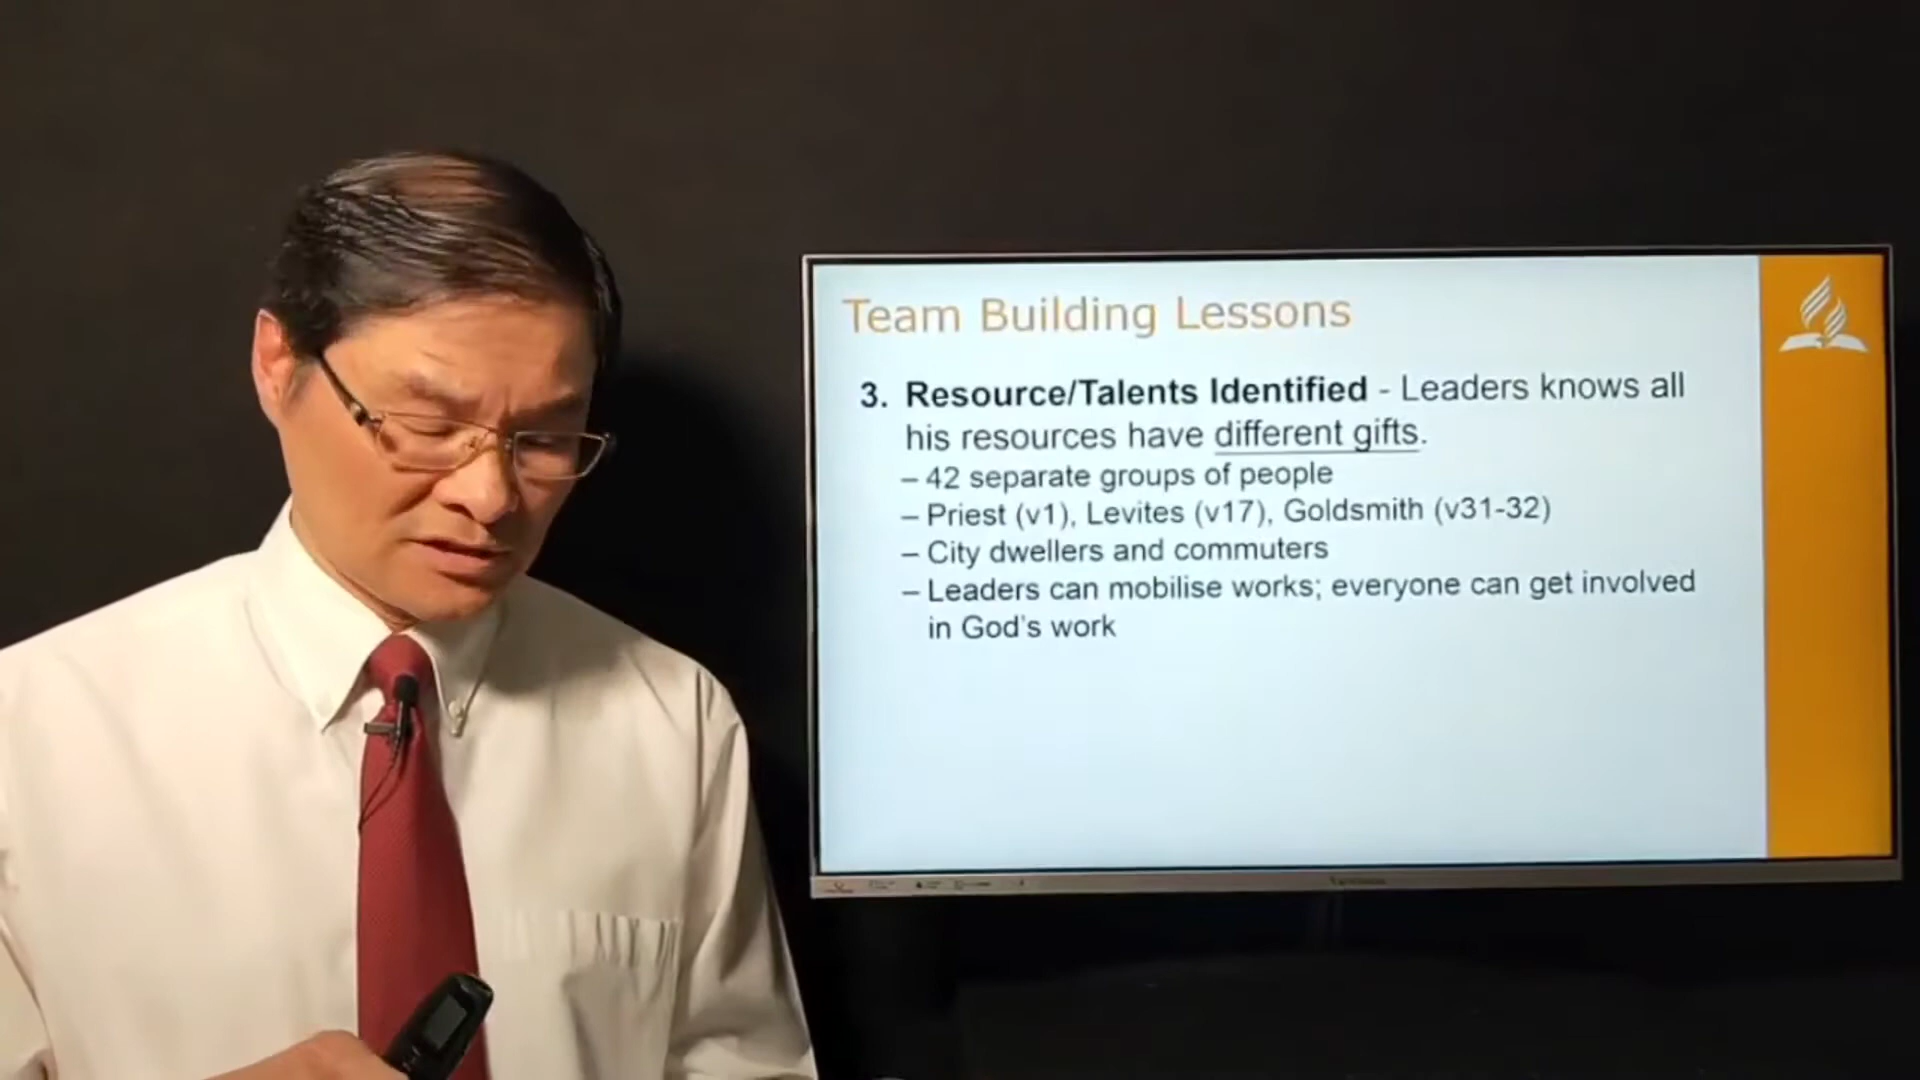 Team Building Lessons
3. Resource/Talents Identified - Leaders knows all
his resources have different gifts.
– 42 separate groups of people
– Priest (v1), Levites (v17), Goldsmith (v31-32)
– City dwellers and commuters
– Leaders can mobilise works; everyone can get involved
in God's work